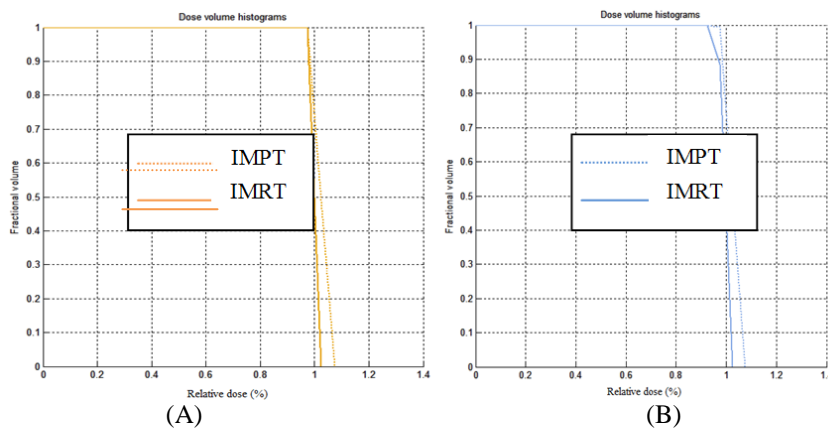 Dose volume histograms
1
0.9
0.8
0.7
0.6
0.5
0.4
0.3
0.2
0.1
0
Fractional volume
IMPT
IMRT
0 0.2 0.4 0.6 0.8 1 1.2 1.4
Relative dose (%)
(A)
Dose volume histograms
1
0.9
0.8
0.7
0.6
0.5
0.4
0.3
0.2
0.1
0
Fractional volume
IMPT
IMRT
0 0.2 0.4 0.6 0.8 1 1.2 1.4
Relative dose (%)
(B)